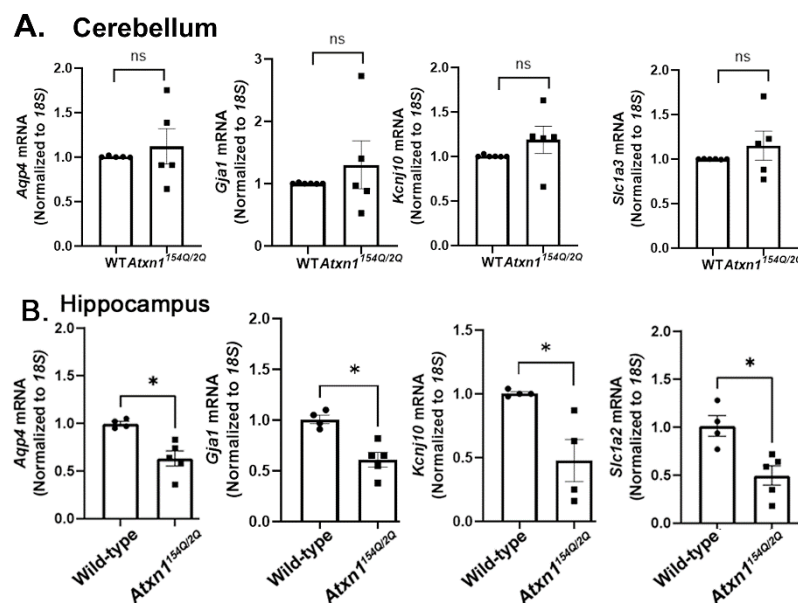 A. Cerebellum
ns
Aqp4 mRNA
(Normalized to 18S)
2.0
1.5
1.0
0.5
0.0
WT Atxn1154Q/2Q
ns
Gja1 mRNA
(Normalized to 18S)
3
2
1
0
WT Atxn1154Q/2Q
ns
Kcnj10 mRNA
(Normalized to 18S)
2.0
1.5
1.0
0.5
0.0
WT Atxn1154Q/2Q
ns
Slc1a3 mRNA
(Normalized to 18S)
2.0
1.5
1.0
0.5
0.0
WT Atxn1154Q/2Q
B. Hippocampus
*
Aqp4 mRNA
(Normalized to 18S)
2.0
1.5
1.0
0.5
0.0
Wild-type
Atxn1154Q/2Q
*
Gja1 mRNA
(Normalized to 18S)
2.0
1.5
1.0
0.5
0.0
Wild-type
Atxn1154Q/2Q
*
Kcnj10 mRNA
(Normalized to 18S)
1.5
1.0
0.5
0.0
Wild-type
Atxn1154Q/2Q
*
Slc1a2 mRNA
(Normalized to 18S)
2.0
1.5
1.0
0.5
0.0
Wild-type
Atxn1154Q/2Q